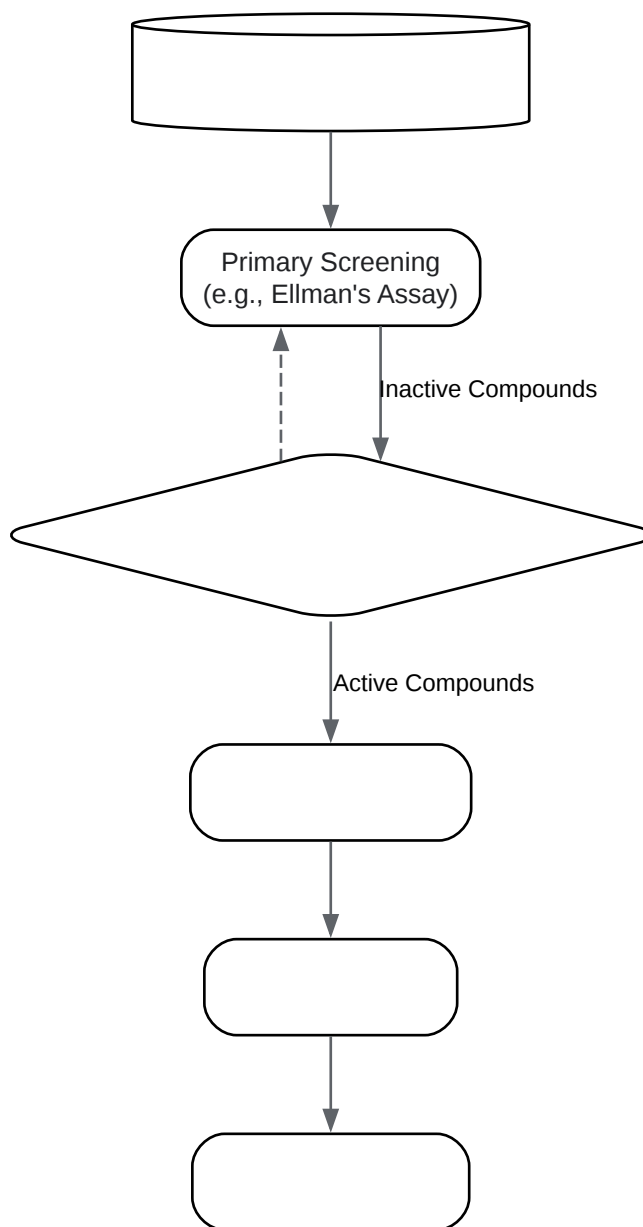 Primary Screening
(e.g., Ellman's Assay)
Inactive Compounds
Active Compounds